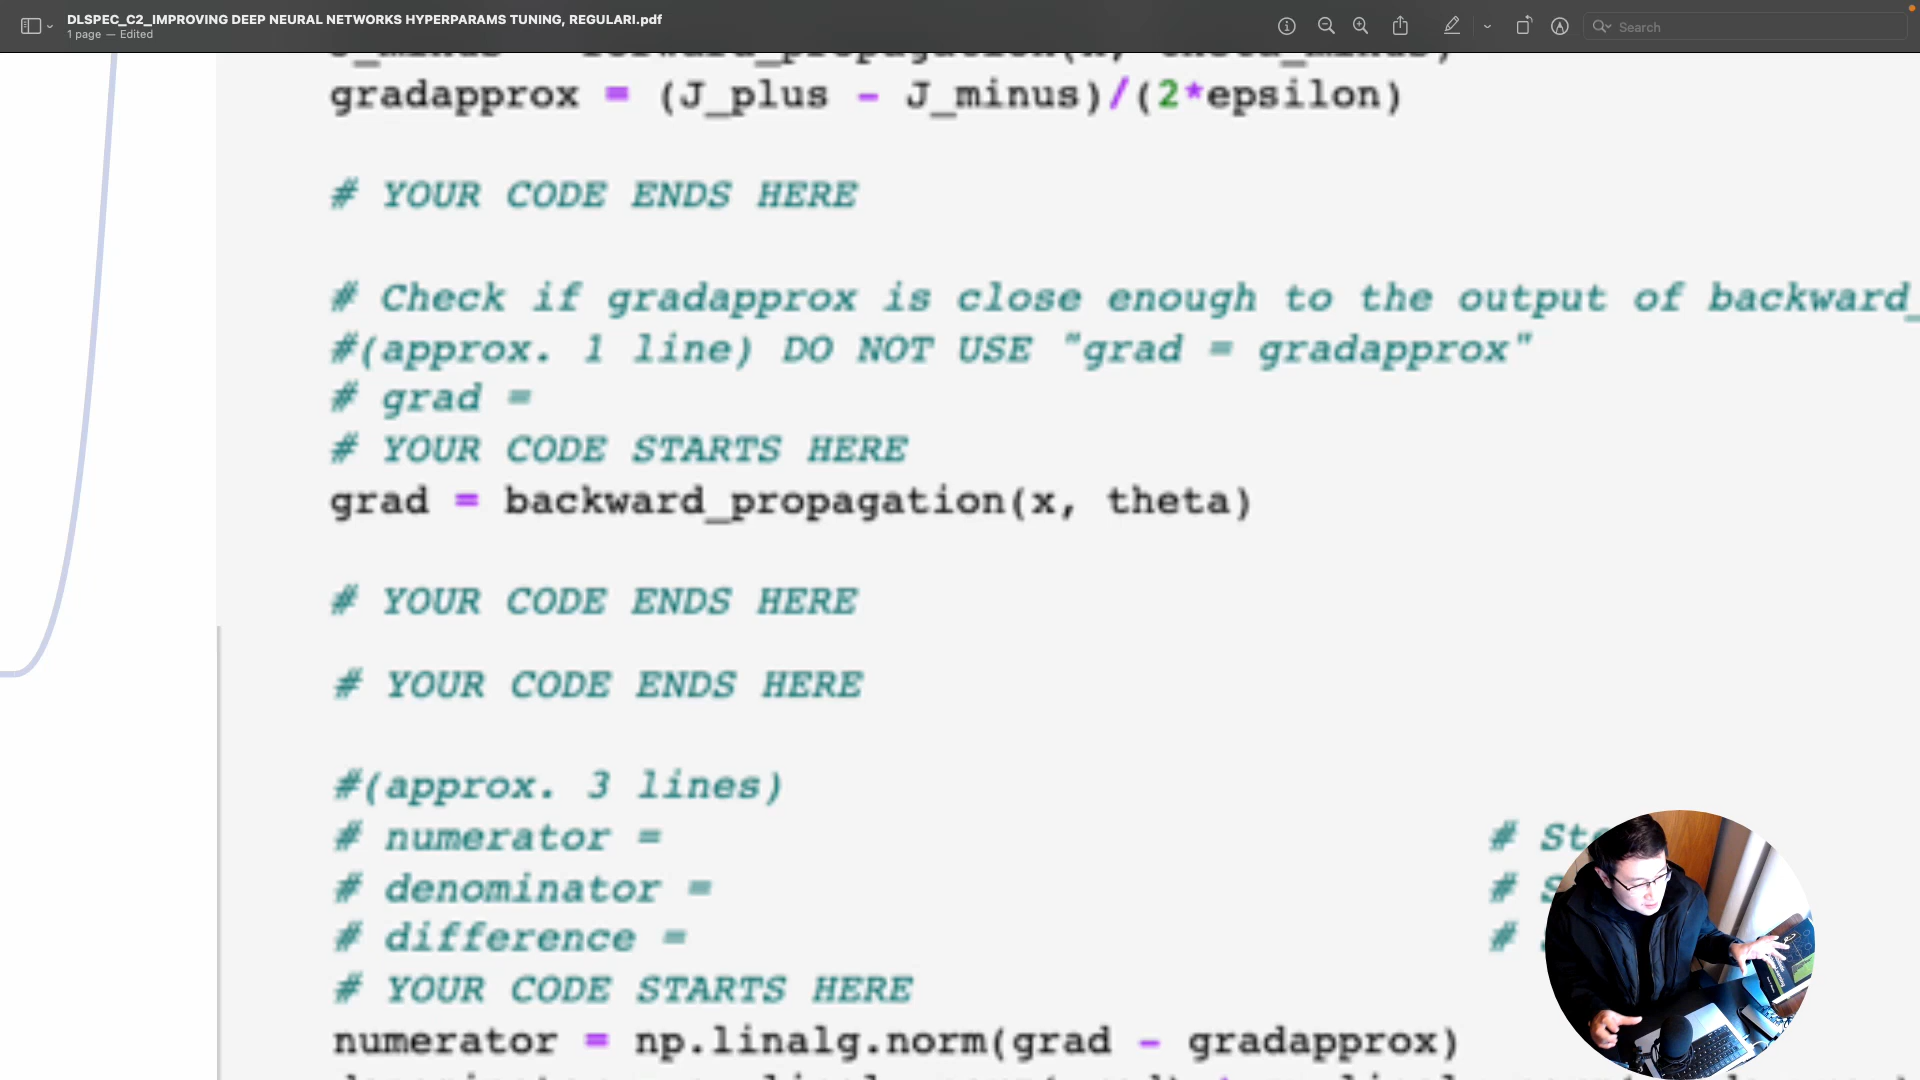 DLSPEC_C2_IMPROVING DEEP NEURAL NETWORKS HYPERPARAMS TUNING, REGULARI.pdf
1 page — Edited
Search
gradapprox = (J_plus - J_minus)/(2*epsilon)
# YOUR CODE ENDS HERE
# Check if gradapprox is close enough to the output of backward_
#(approx. 1 line) DO NOT USE "grad = gradapprox"
# grad =
# YOUR CODE STARTS HERE
grad = backward_propagation(x, theta)
# YOUR CODE ENDS HERE
# YOUR CODE ENDS HERE
#(approx. 3 lines)
# numerator = #
# denominator = #
# difference = #
# YOUR CODE STARTS HERE
numerator = np.linalg.norm(grad - gradapprox)